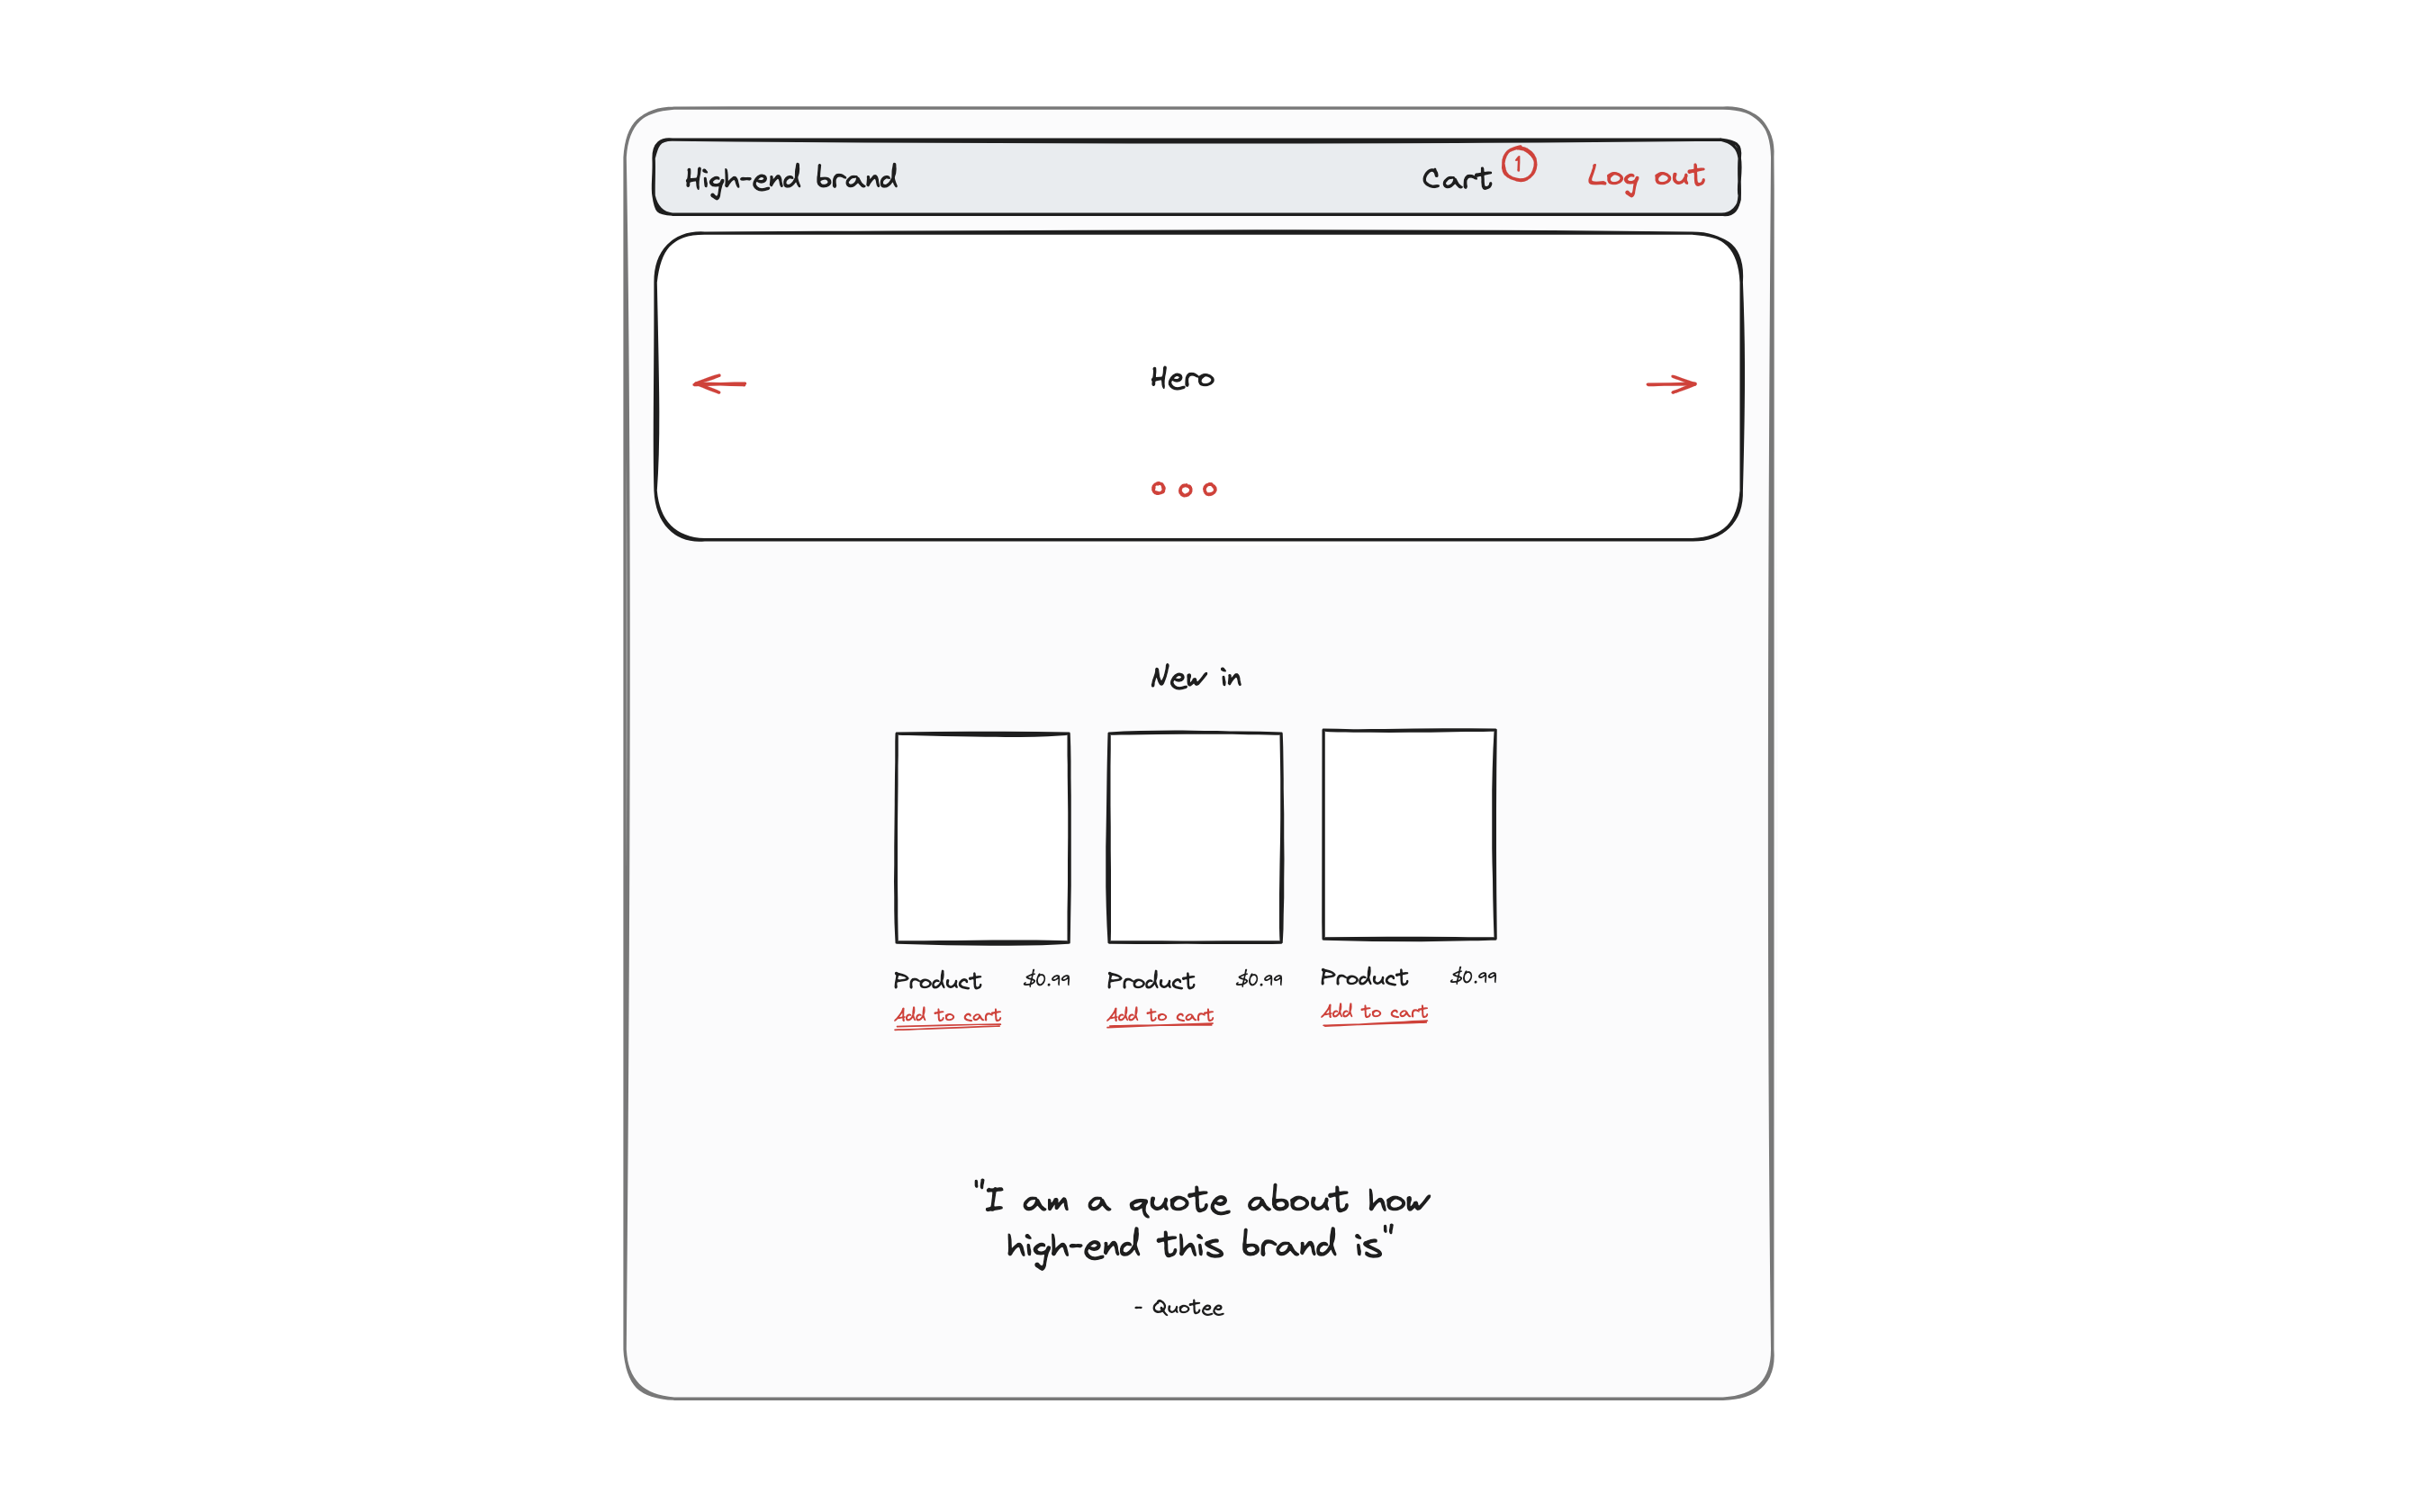 High-end brand Cart 1 Log out
Hero
New in
Product $0.99 Product $0.99 Product $0.99
Add to cart Add to cart Add to cart
"I am a quote about how
high-end this brand is"
- Quotee